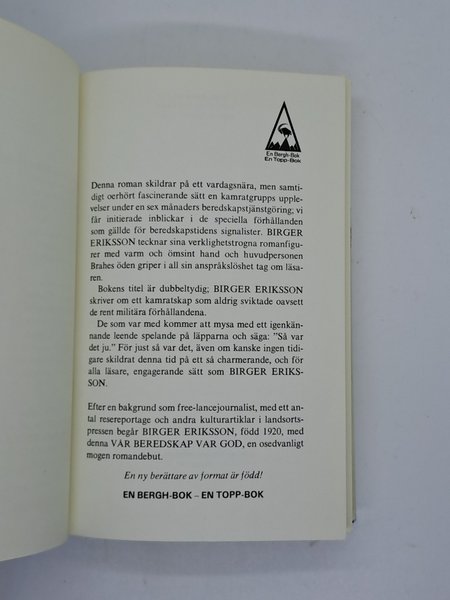 En Bergh-Bok
En Topp-Bok
Denna roman skildrar på ett vardagsnära, men samti-
digt oerhört fascinerande sätt en kamratgrupps upple-
velser under en sex månaders beredskapstjänstgöring; vi
får initierade inblickar i de speciella förhållanden
som gällde för beredskapstidens signalister. BIRGER
ERIKSSON tecknar sina verklighetstrogna romanfigu-
rer med varm och ömsint hand och huvudpersonen
Brahes öden griper i all sin anspråkslöshet tag om läsa-
ren.
Bokens titel är dubbeltydig; BIRGER ERIKSSON
skriver om ett kamratskap som aldrig sviktade oavsett
de rent militära förhållandena.
De som var med kommer att mysa med ett igenkän-
nande leende spelande på läpparna och säga: "Så var
det ju." För just så var det, även om kanske ingen tidi-
gare skildrat denna tid på ett så charmerande, och för
alla läsare, engagerande sätt som BIRGER ERIKS-
SON.
Efter en bakgrund som free-lancejournalist, med ett an-
tal resereportage och andra kulturartiklar i landsorts-
pressen begår BIRGER ERIKSSON, född 1920, med
denna VÅR BEREDSKAP VAR GOD, en osedvanligt
mogen romandebut.
En ny berättare av format är född!
EN BERGH-BOK – EN TOPP-BOK